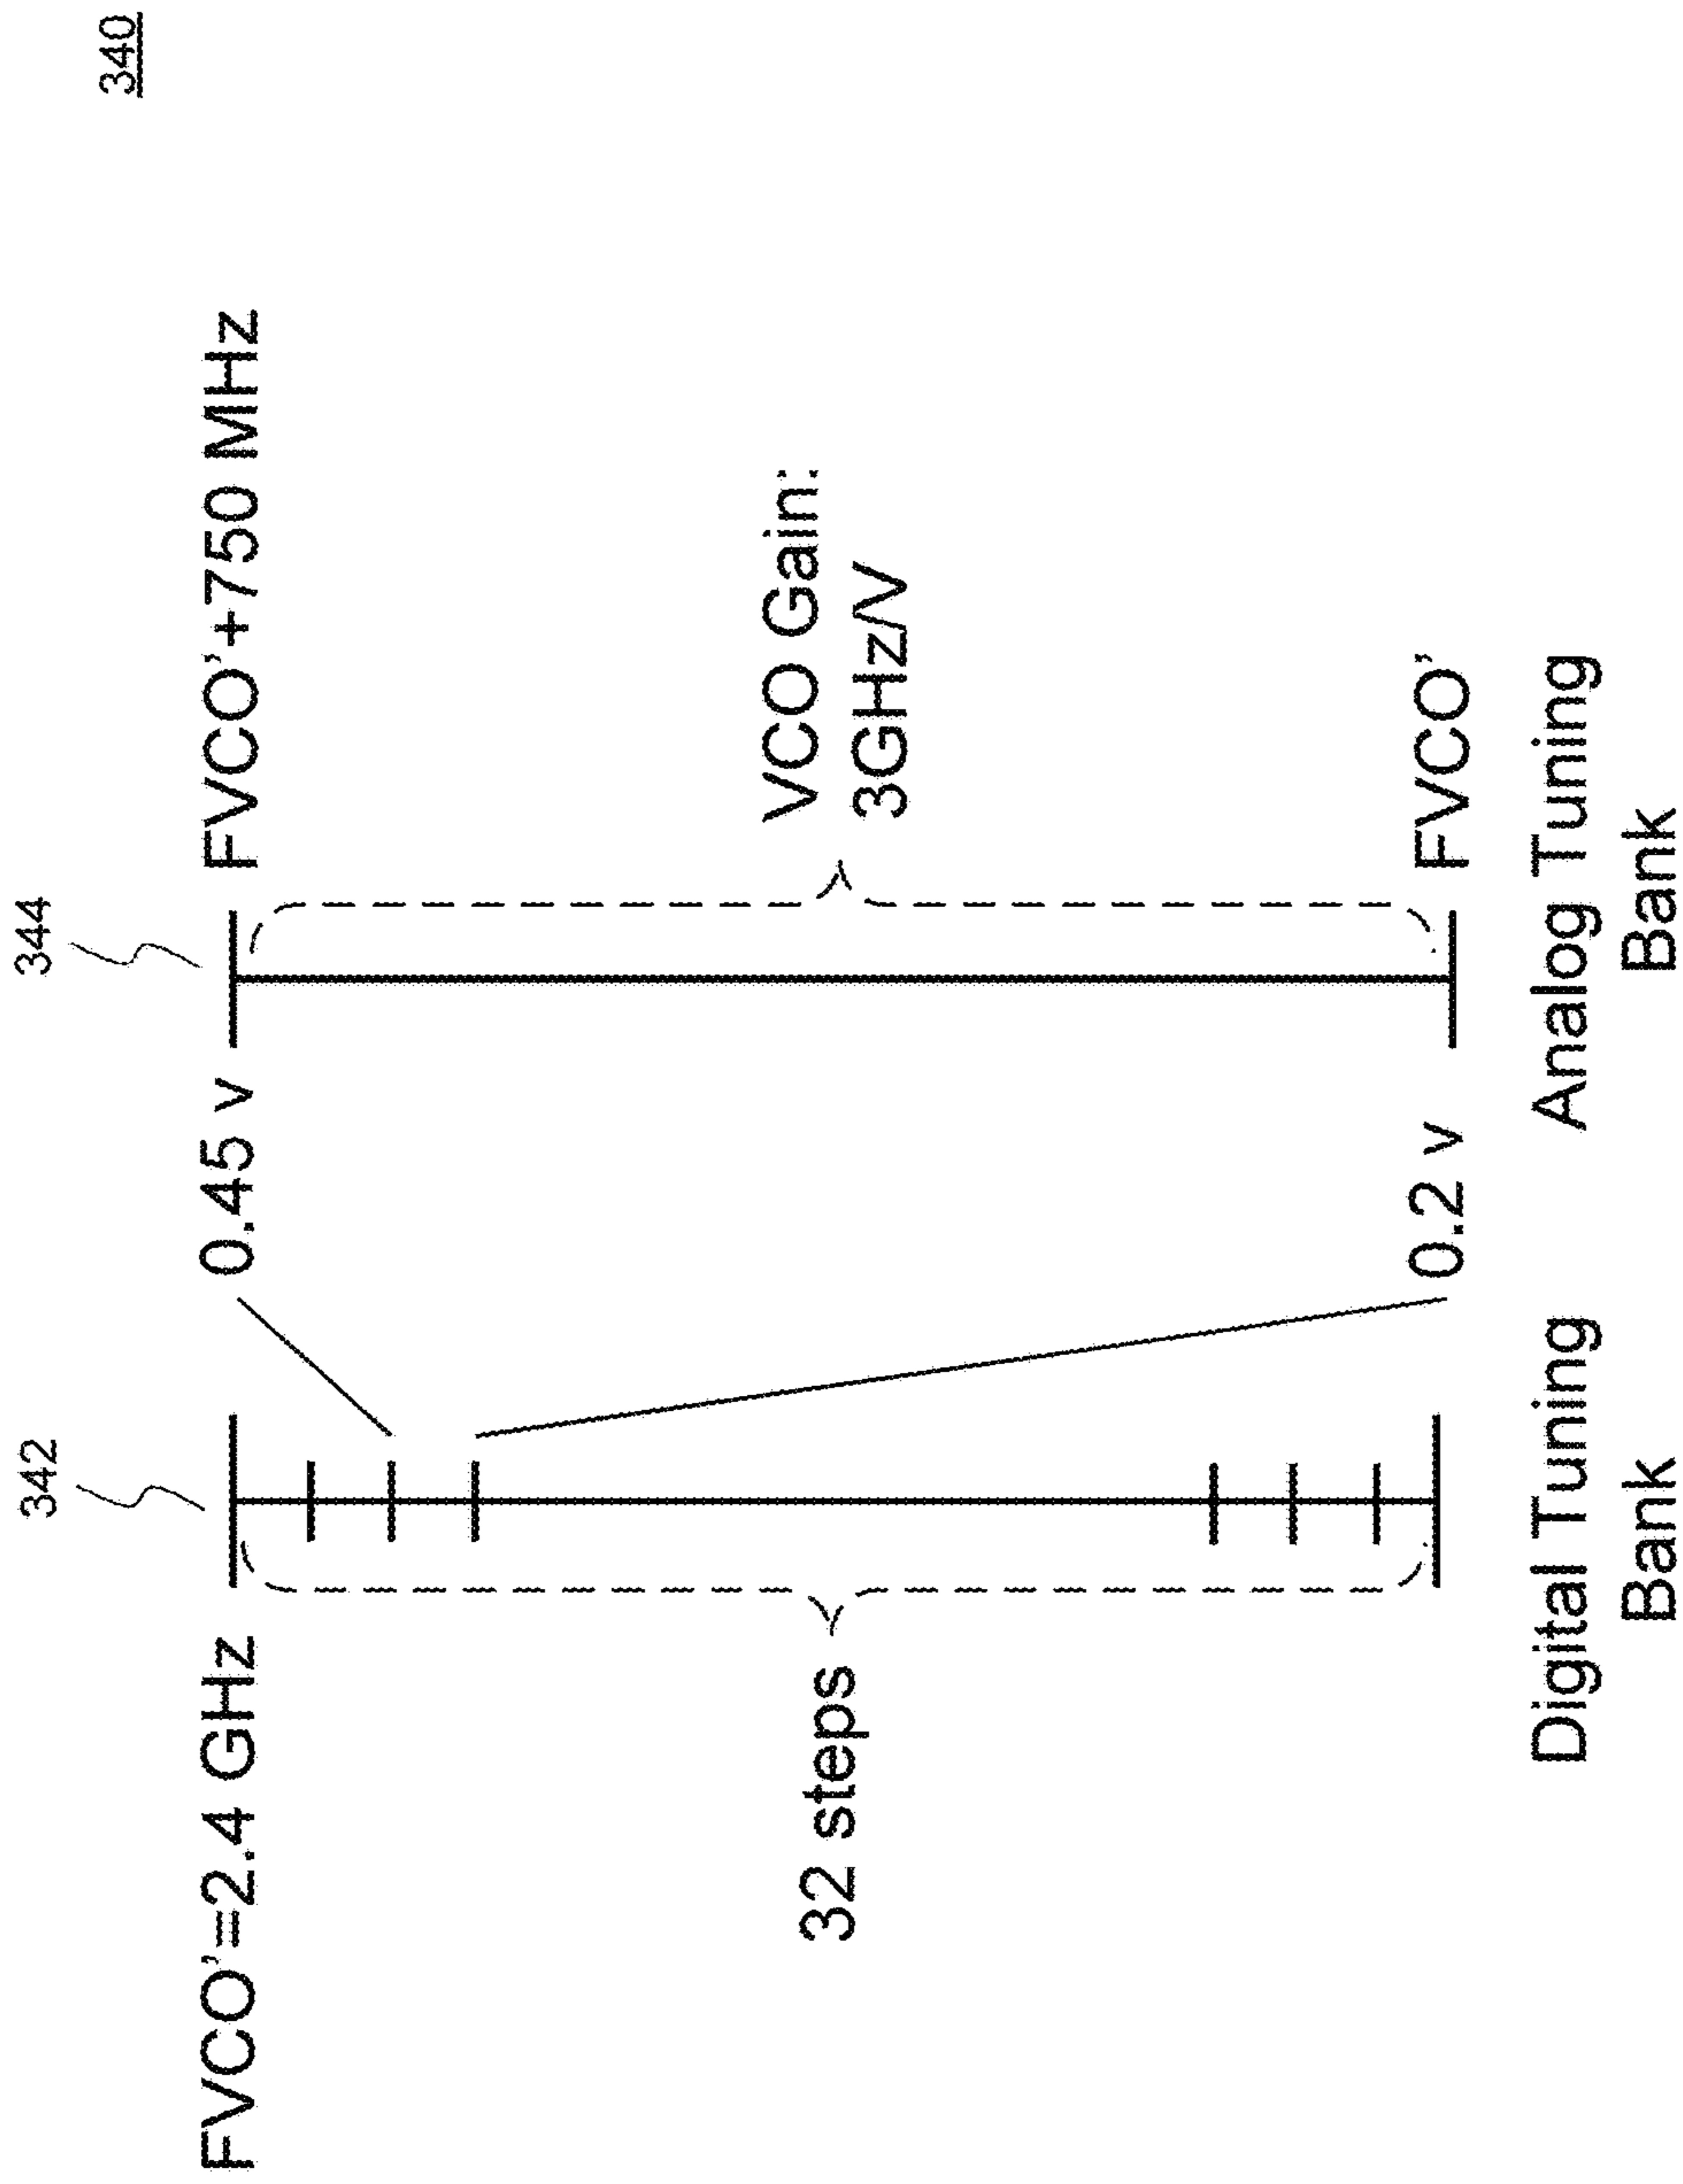 340
342
344
FVCO'=2.4 GHz
0.45 v
FVCO'+750 MHz
32 steps
VCO Gain:
3GHz/V
0.2 v
FVCO'
Digital Tuning
Bank
Analog Tuning
Bank